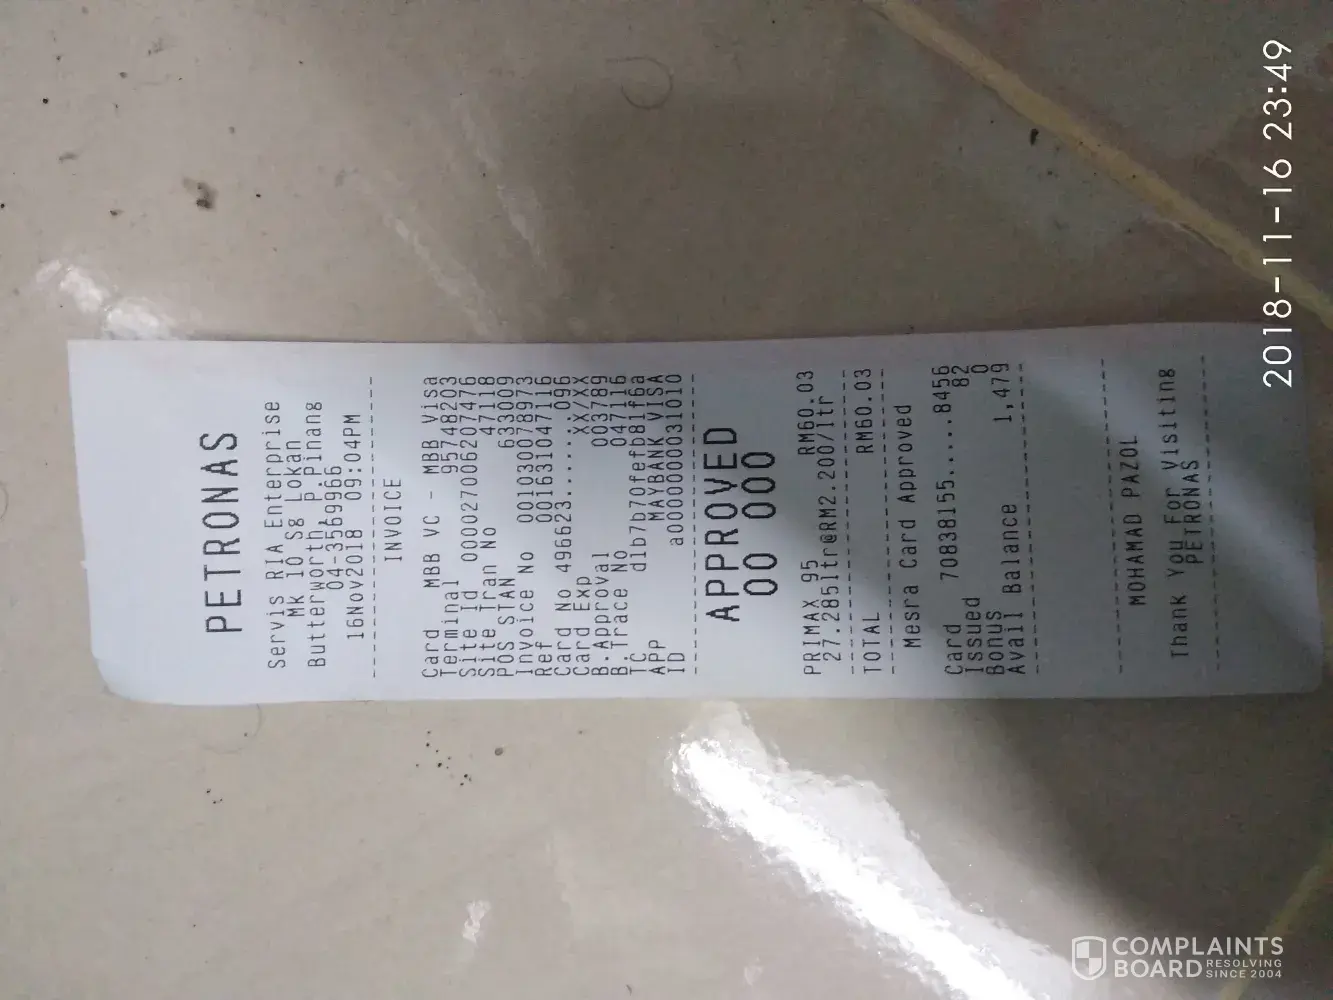 PETRONAS
Servis RIA Enterprise
Mk 10 Sg Lokan
Butterworth, P.Pinang
04-3569966
16Nov2018 09:04PM
INVOICE
Card MBB VC - MBB Visa
Terminal 95748203
Site Id 000027006207476
Site Tran No 47118
POS STAN 633009
Invoice No 0010300078973
Ref 001631047116
Card No 496623.......096
Card Exp XX/XX
B. Approval 003789
B. Trace No 04716
TC d1b7b70fefb81f6a
APP MAYBANK VISA
ID a0000000031010
APPROVED
00 000
PRIMAX 95 RM60.03
27.285ltr@RM2.200/ltr
TOTAL RM60.03
Mesra Card Approved
Card 70838155.....8456
Issued 82
Bonus 0
Avail Balance 1,479
MOHAMAD PAZOL
Thank You For Visiting
PETRONAS
2018-11-16 23:49
COMPLAINTS
BOARD RESOLVING
SINCE 2004